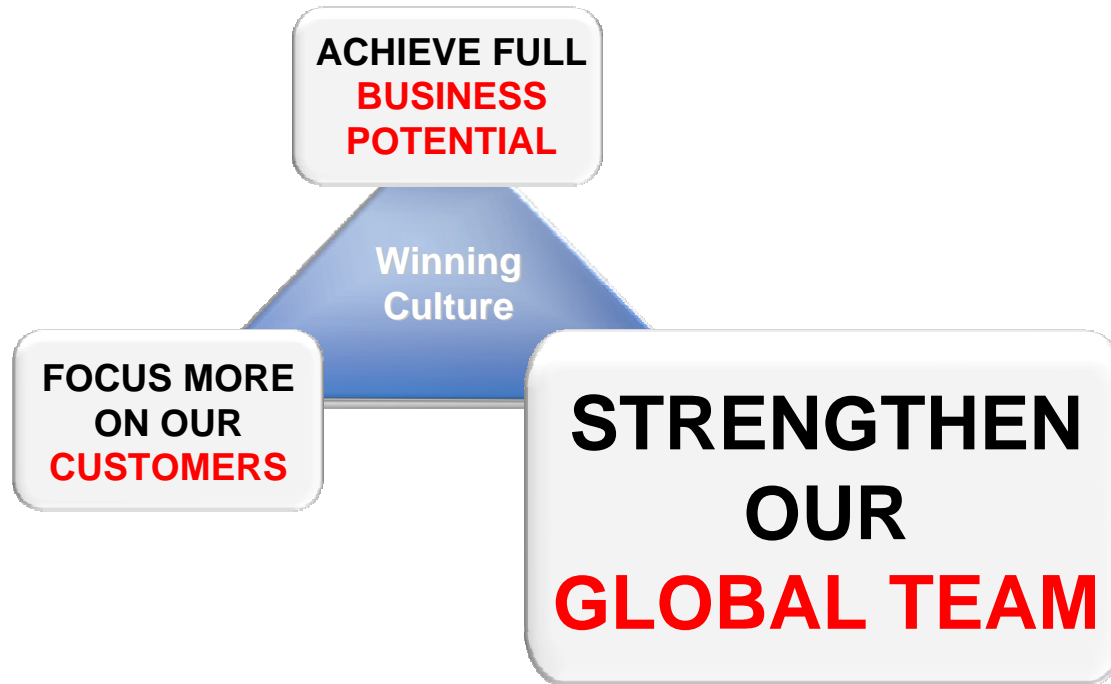 ACHIEVE FULL
BUSINESS
POTENTIAL
Winning
Culture
FOCUS MORE
ON OUR
CUSTOMERS
STRENGTHEN
OUR
GLOBAL TEAM